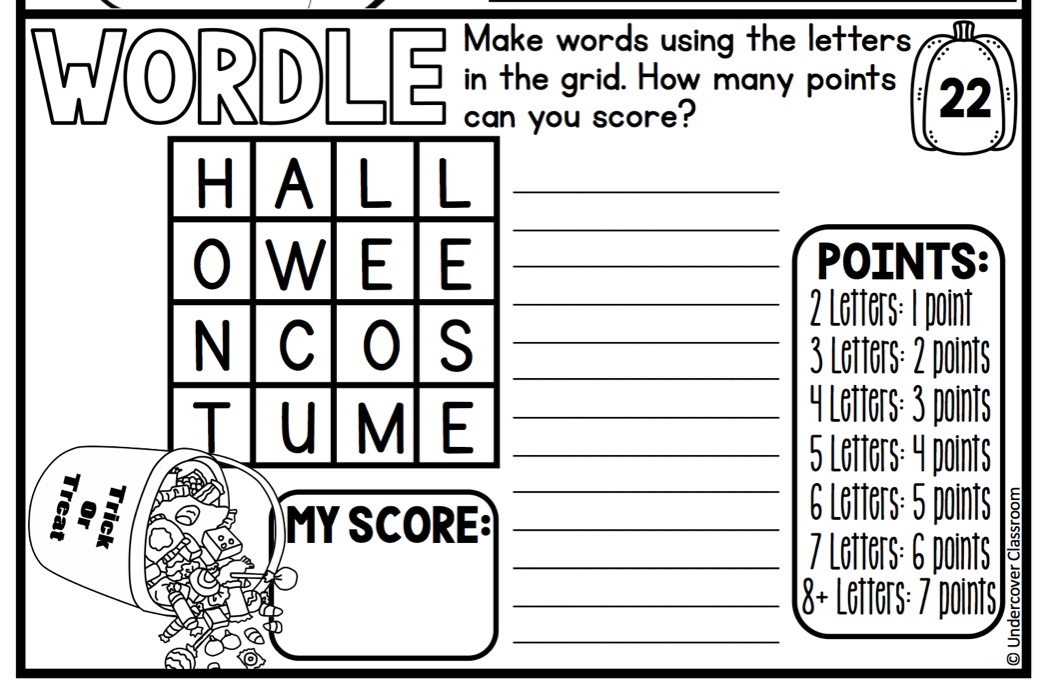 WORDLE
Make words using the letters
in the grid. How many points
can you score?
22
H A L L
O W E E
N C O S
T U M E
POINTS:
2 Letters: 1 point
3 Letters: 2 points
4 Letters: 3 points
5 Letters: 4 points
6 Letters: 5 points
7 Letters: 6 points
8+ Letters: 7 points
Trick
Or
Treat
MY SCORE:
© Undercover Classroom